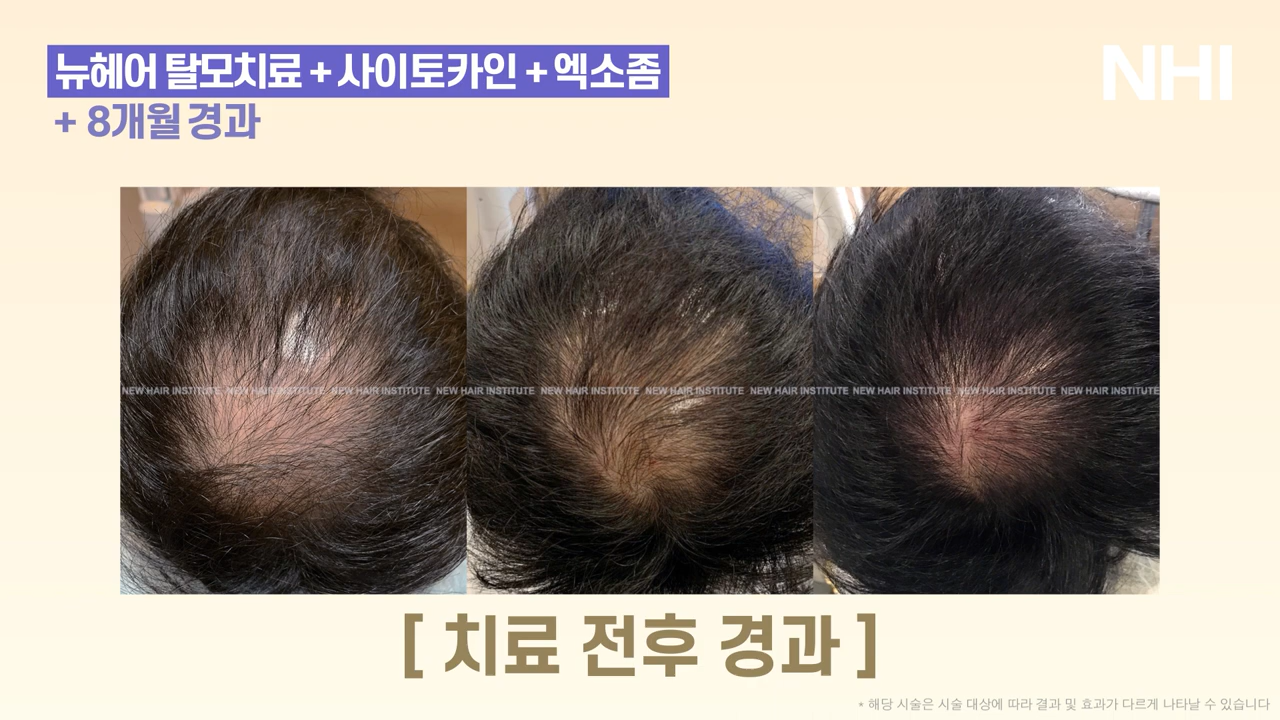 뉴헤어 탈모치료 + 사이토카인 + 엑소좀
NHI
+ 8개월 경과
NEW HAIR INSTITUTE NEW HAIR INSTITUTE NEW HAIR INSTITUTE NEW HAIR INSTITUTE NEW HAIR INSTITUTE NEW HAIR INSTITUTE NEW HAIR INSTITUTE NEW HAIR INSTITUTE NEW HAIR INSTITUTE NEW HAIR INSTITUTE
[ 치료 전후 경과 ]
* 해당 시술은 시술 대상에 따라 결과 및 효과가 다르게 나타날 수 있습니다